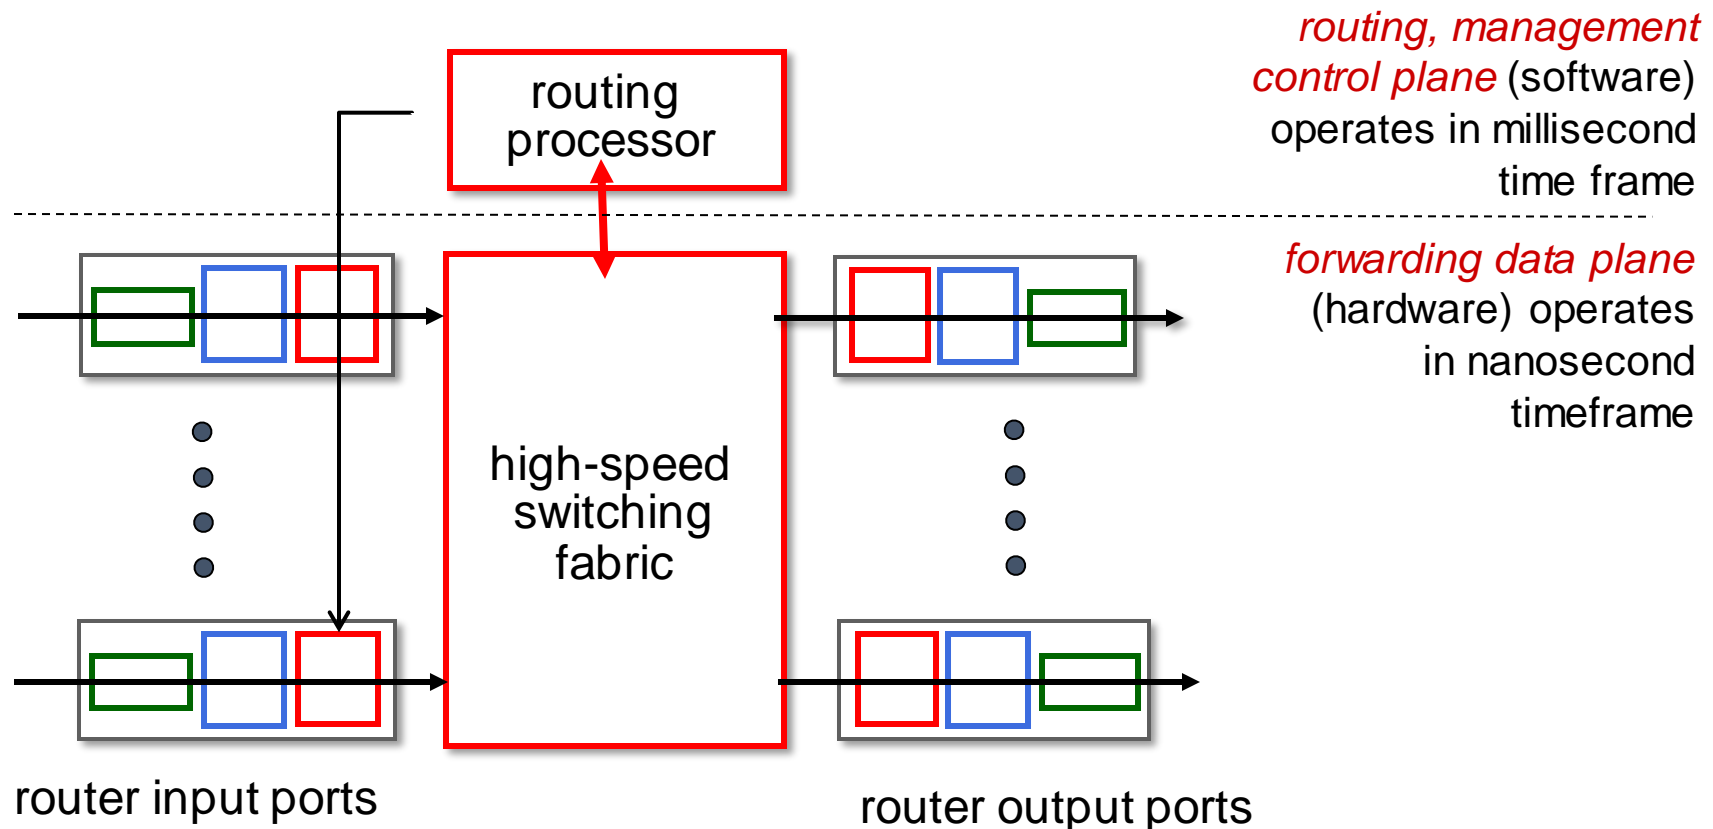 routing, management
control plane (software)
operates in millisecond
time frame
routing
processor
forwarding data plane
(hardware) operates
in nanosecond
timeframe
high-speed
switching
fabric
router input ports
router output ports